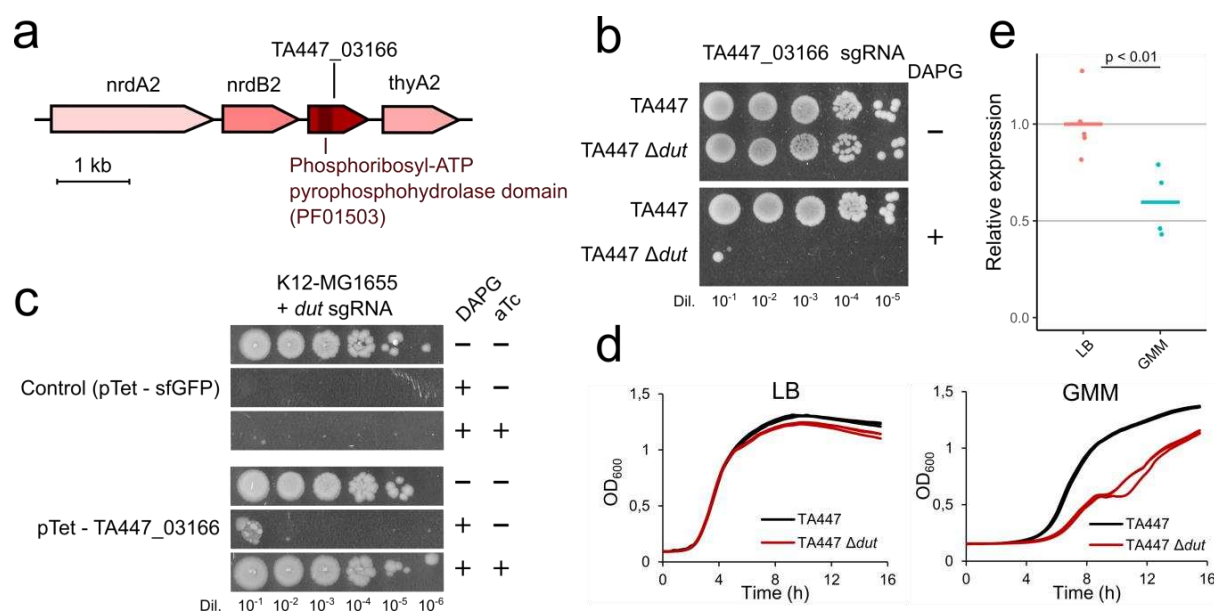 a
TA447_03166
nrdA2
nrdB2
thyA2
1 kb
Phosphoribosyl-ATP
pyrophosphohydrolase domain
(PF01503)
b
TA447_03166 sgRNA
DAPG
TA447
TA447 Δdut
−
TA447
TA447 Δdut
+
Dil. 10-1 10-2 10-3 10-4 10-5
e
p < 0.01
Relative expression
1.0
0.5
0.0
LB
GMM
c
K12-MG1655
+ dut sgRNA
DAPG
aTc
− −
Control (pTet - sfGFP)
+ −
+ +
− −
pTet - TA447_03166
+ −
+ +
Dil. 10-1 10-2 10-3 10-4 10-5 10-6
d
LB
OD600
1,5
1
0,5
0
TA447
TA447 Δdut
0 4 8 12 16
Time (h)
GMM
OD600
1,5
1
0,5
0
TA447
TA447 Δdut
0 4 8 12 16
Time (h)